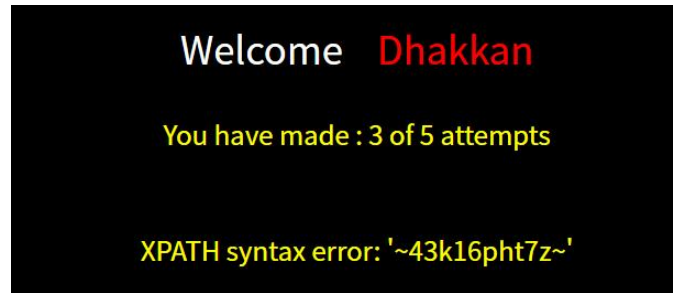 Welcome Dhakkan
You have made : 3 of 5 attempts
XPATH syntax error: '~43k16pht7z~'